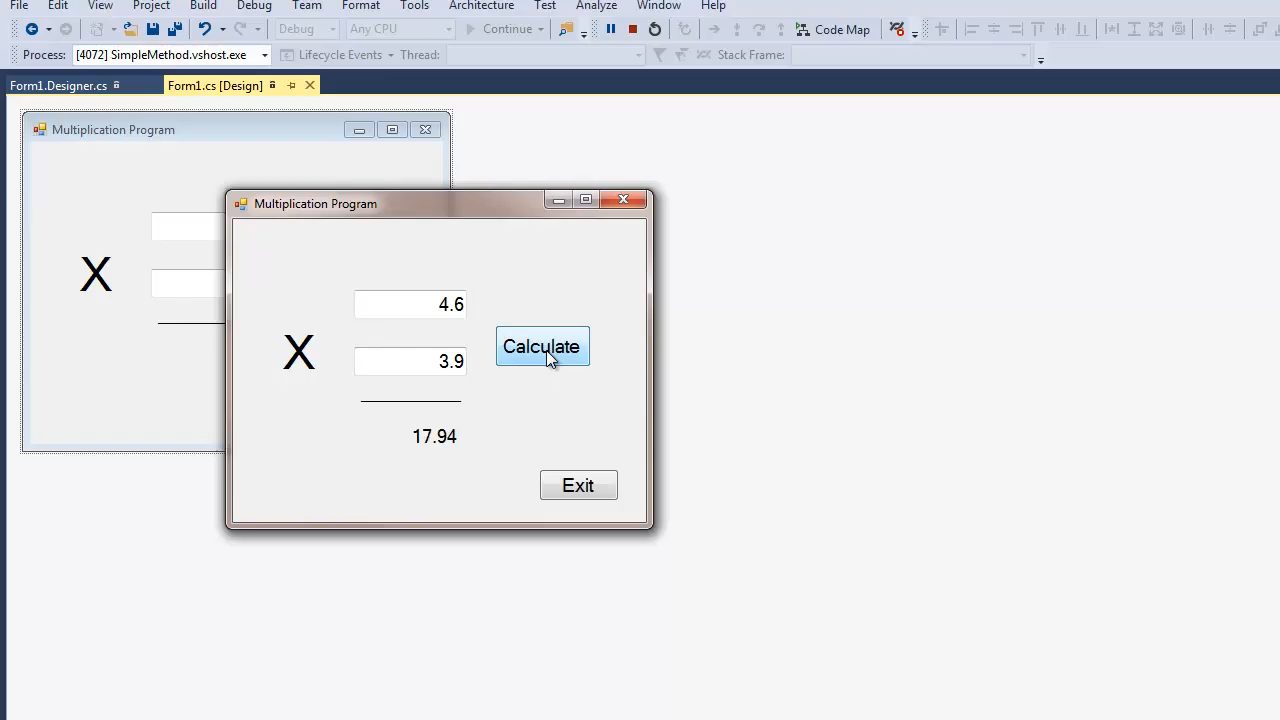 File Edit View Project Build Debug Team Format Tools Architecture Test Analyze Window Help
Debug Any CPU Continue Code Map
Process: [4072] SimpleMethod.vshost.exe Lifecycle Events Thread: Stack Frame:
Form1.Designer.cs Form1.cs [Design]
Multiplication Program
X
Multiplication Program
4.6
X
3.9
Calculate
17.94
Exit